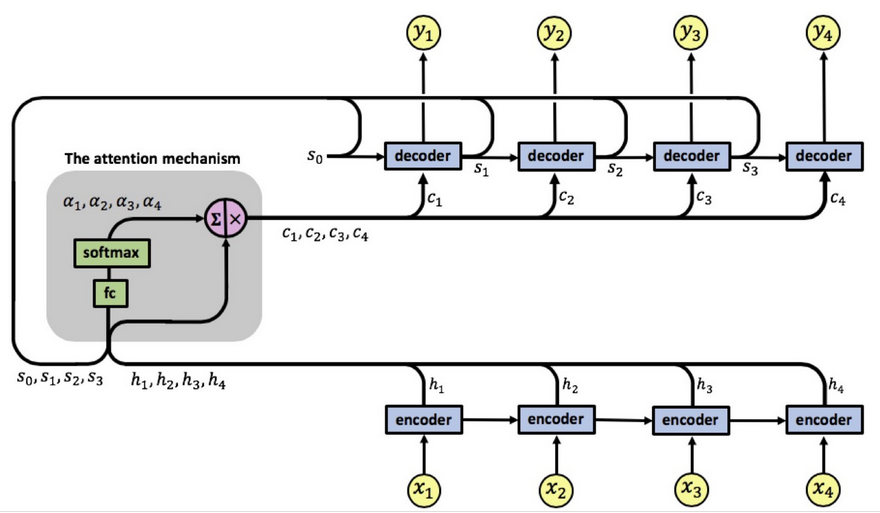 y₁ y₂ y₃ y₄
The attention mechanism
s₀ decoder s₁ decoder s₂ decoder s₃ decoder
α₁, α₂, α₃, α₄
c₁ c₂ c₃ c₄
Σ ×
c₁, c₂, c₃, c₄
softmax
fc
s₀, s₁, s₂, s₃ h₁, h₂, h₃, h₄
h₁ h₂ h₃ h₄
encoder encoder encoder encoder
x₁ x₂ x₃ x₄